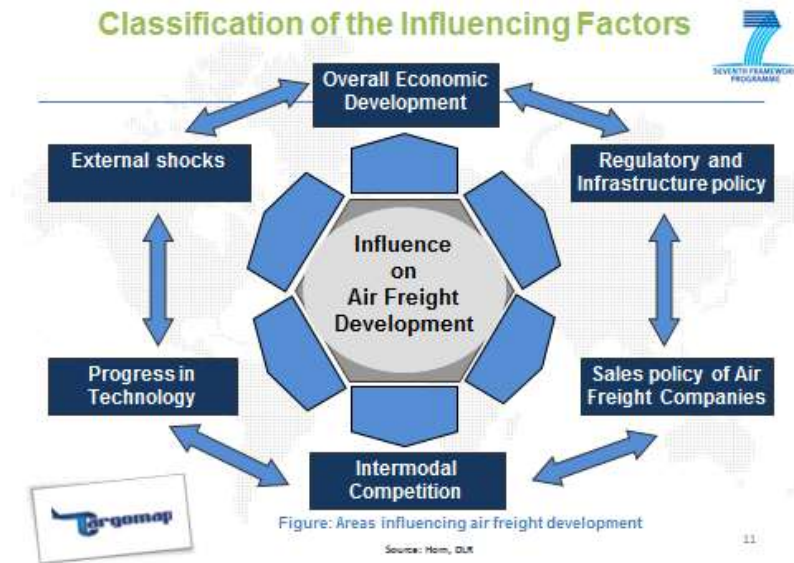 Classification of the Influencing Factors
SEVENTH FRAMEWORK
PROGRAMME
Overall Economic
Development
External shocks
Regulatory and
Infrastructure policy
Influence
on
Air Freight
Development
Progress in
Technology
Sales policy of Air
Freight Companies
Intermodal
Competition
Cargomap
Figure: Areas influencing air freight development
Source: Horn, DLR
11